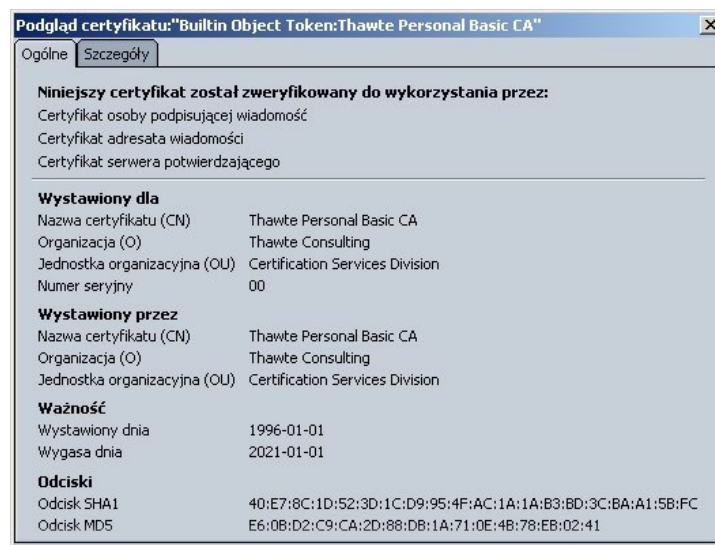 Podgląd certyfikatu:"Builtin Object Token:Thawte Personal Basic CA"
Ogólne Szczegóły
Niniejszy certyfikat został zweryfikowany do wykorzystania przez:
Certyfikat osoby podpisującej wiadomość
Certyfikat adresata wiadomości
Certyfikat serwera potwierdzającego
Wystawiony dla
Nazwa certyfikatu (CN) Thawte Personal Basic CA
Organizacja (O) Thawte Consulting
Jednostka organizacyjna (OU) Certification Services Division
Numer seryjny 00
Wystawiony przez
Nazwa certyfikatu (CN) Thawte Personal Basic CA
Organizacja (O) Thawte Consulting
Jednostka organizacyjna (OU) Certification Services Division
Ważność
Wystawiony dnia 1996-01-01
Wygasa dnia 2021-01-01
Odciski
Odcisk SHA1 40:E7:8C:1D:52:3D:1C:D9:95:4F:AC:1A:1A:B3:BD:3C:BA:A1:5B:FC
Odcisk MD5 E6:0B:D2:C9:CA:2D:88:DB:1A:71:0E:4B:78:EB:02:41